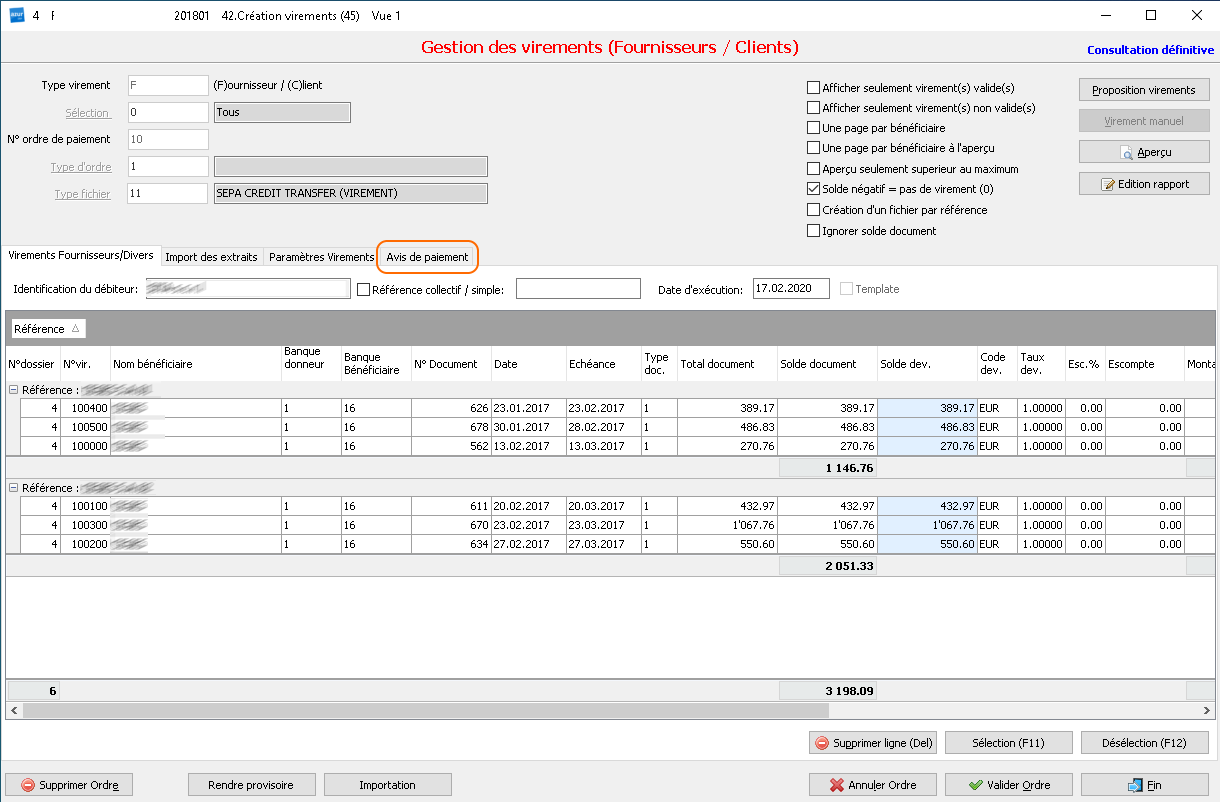 4 F 201801 42.Création virements (45) Vue 1
Gestion des virements (Fournisseurs / Clients)
Consultation définitive
Type virement F (F)ournisseur / (C)lient
Sélection 0 Tous
N° ordre de paiement 10
Type d'ordre 1
Type fichier 11 SEPA CREDIT TRANSFER (VIREMENT)
Afficher seulement virement(s) valide(s)
Afficher seulement virement(s) non valide(s)
Une page par bénéficiaire
Une page par bénéficiaire à l'aperçu
Aperçu seulement superieur au maximum
Solde négatif = pas de virement (0)
Création d'un fichier par référence
Ignorer solde document
Proposition virements
Virement manuel
Aperçu
Edition rapport
Virements Fournisseurs/Divers Import des extraits Paramètres Virements Avis de paiement
Identification du débiteur: Référence collectif / simple: Date d'exécution: 17.02.2020 Template
Référence
N°dossier N°vir. Nom bénéficiaire Banque donneur Banque Bénéficiaire N° Document Date Echéance Type doc. Total document Solde document Solde dev. Code dev. Taux dev. Esc.% Escompte Monta
Référence :
4 100400 1 16 626 23.01.2017 23.02.2017 1 389.17 389.17 389.17 EUR 1.00000 0.00 0.00
4 100500 1 16 678 30.01.2017 28.02.2017 1 486.83 486.83 486.83 EUR 1.00000 0.00 0.00
4 100000 1 16 562 13.02.2017 13.03.2017 1 270.76 270.76 270.76 EUR 1.00000 0.00 0.00
1 146.76
Référence :
4 100100 1 16 611 20.02.2017 20.03.2017 1 432.97 432.97 432.97 EUR 1.00000 0.00 0.00
4 100300 1 16 670 23.02.2017 23.03.2017 1 1'067.76 1'067.76 1'067.76 EUR 1.00000 0.00 0.00
4 100200 1 16 634 27.02.2017 27.03.2017 1 550.60 550.60 550.60 EUR 1.00000 0.00 0.00
2 051.33
6 3 198.09
Supprimer ligne (Del) Sélection (F11) Désélection (F12)
Supprimer Ordre Rendre provisoire Importation Annuler Ordre Valider Ordre Fin